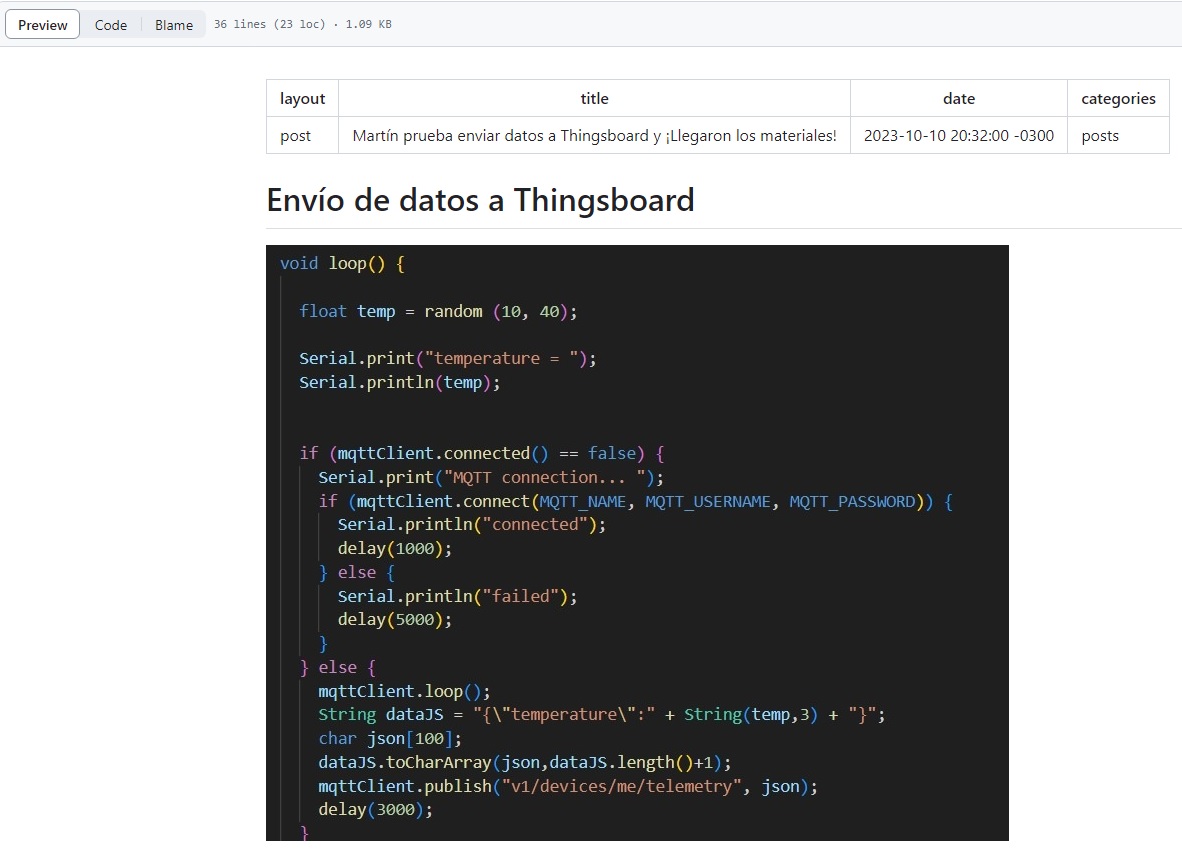 Preview Code Blame 36 lines (23 loc) · 1.09 KB
layout title date categories
post Martín prueba enviar datos a Thingsboard y ¡Llegaron los materiales! 2023-10-10 20:32:00 -0300 posts
Envío de datos a Thingsboard
void loop() {
float temp = random (10, 40);
Serial.print("temperature = ");
Serial.println(temp);
if (mqttClient.connected() == false) {
Serial.print("MQTT connection... ");
if (mqttClient.connect(MQTT_NAME, MQTT_USERNAME, MQTT_PASSWORD)) {
Serial.println("connected");
delay(1000);
} else {
Serial.println("failed");
delay(5000);
}
} else {
mqttClient.loop();
String dataJS = "{\"temperature\":" + String(temp,3) + "}";
char json[100];
dataJS.toCharArray(json,dataJS.length()+1);
mqttClient.publish("v1/devices/me/telemetry", json);
delay(3000);
}